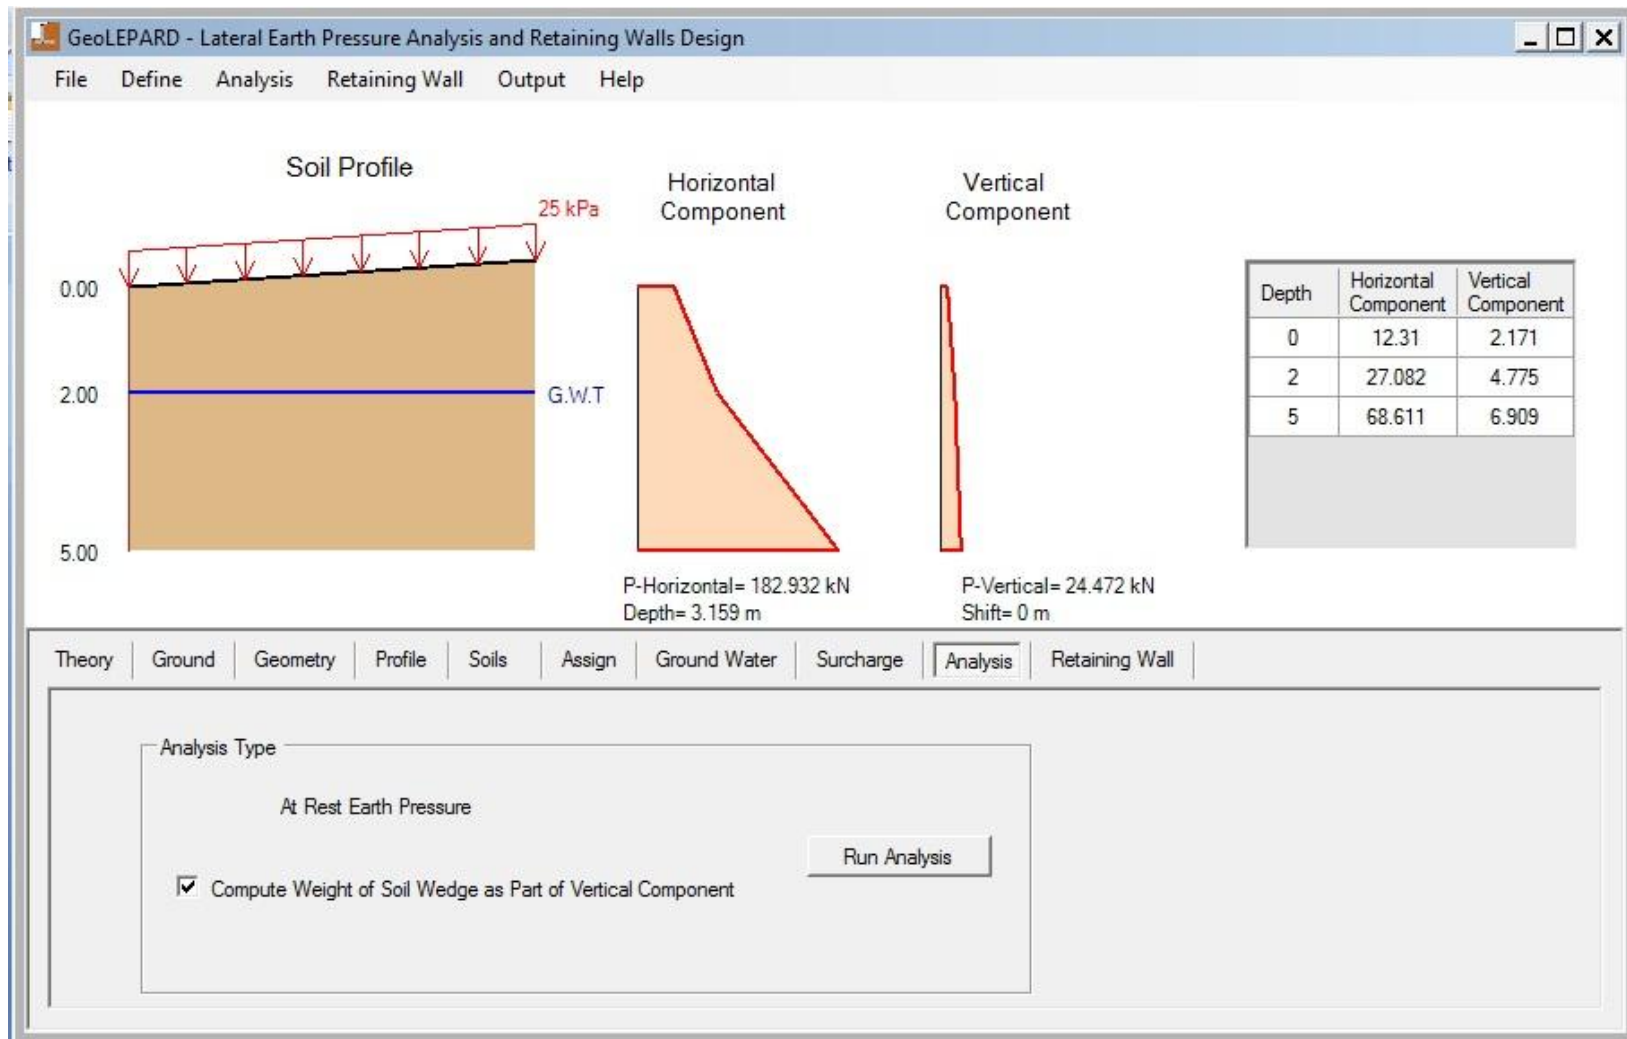 GeoLEPARD - Lateral Earth Pressure Analysis and Retaining Walls Design
File Define Analysis Retaining Wall Output Help
Soil Profile
Horizontal
Component
Vertical
Component
25 kPa
0.00
2.00
G.W.T
5.00
Depth Horizontal Component Vertical Component
0 12.31 2.171
2 27.082 4.775
5 68.611 6.909
P-Horizontal= 182.932 kN
Depth= 3.159 m
P-Vertical= 24.472 kN
Shift= 0 m
Theory Ground Geometry Profile Soils Assign Ground Water Surcharge Analysis Retaining Wall
Analysis Type
At Rest Earth Pressure
Run Analysis
Compute Weight of Soil Wedge as Part of Vertical Component